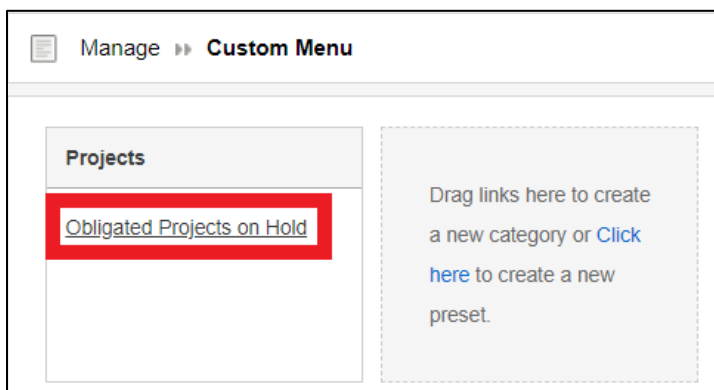 Manage » Custom Menu
Projects
Obligated Projects on Hold
Drag links here to create
a new category or Click
here to create a new
preset.